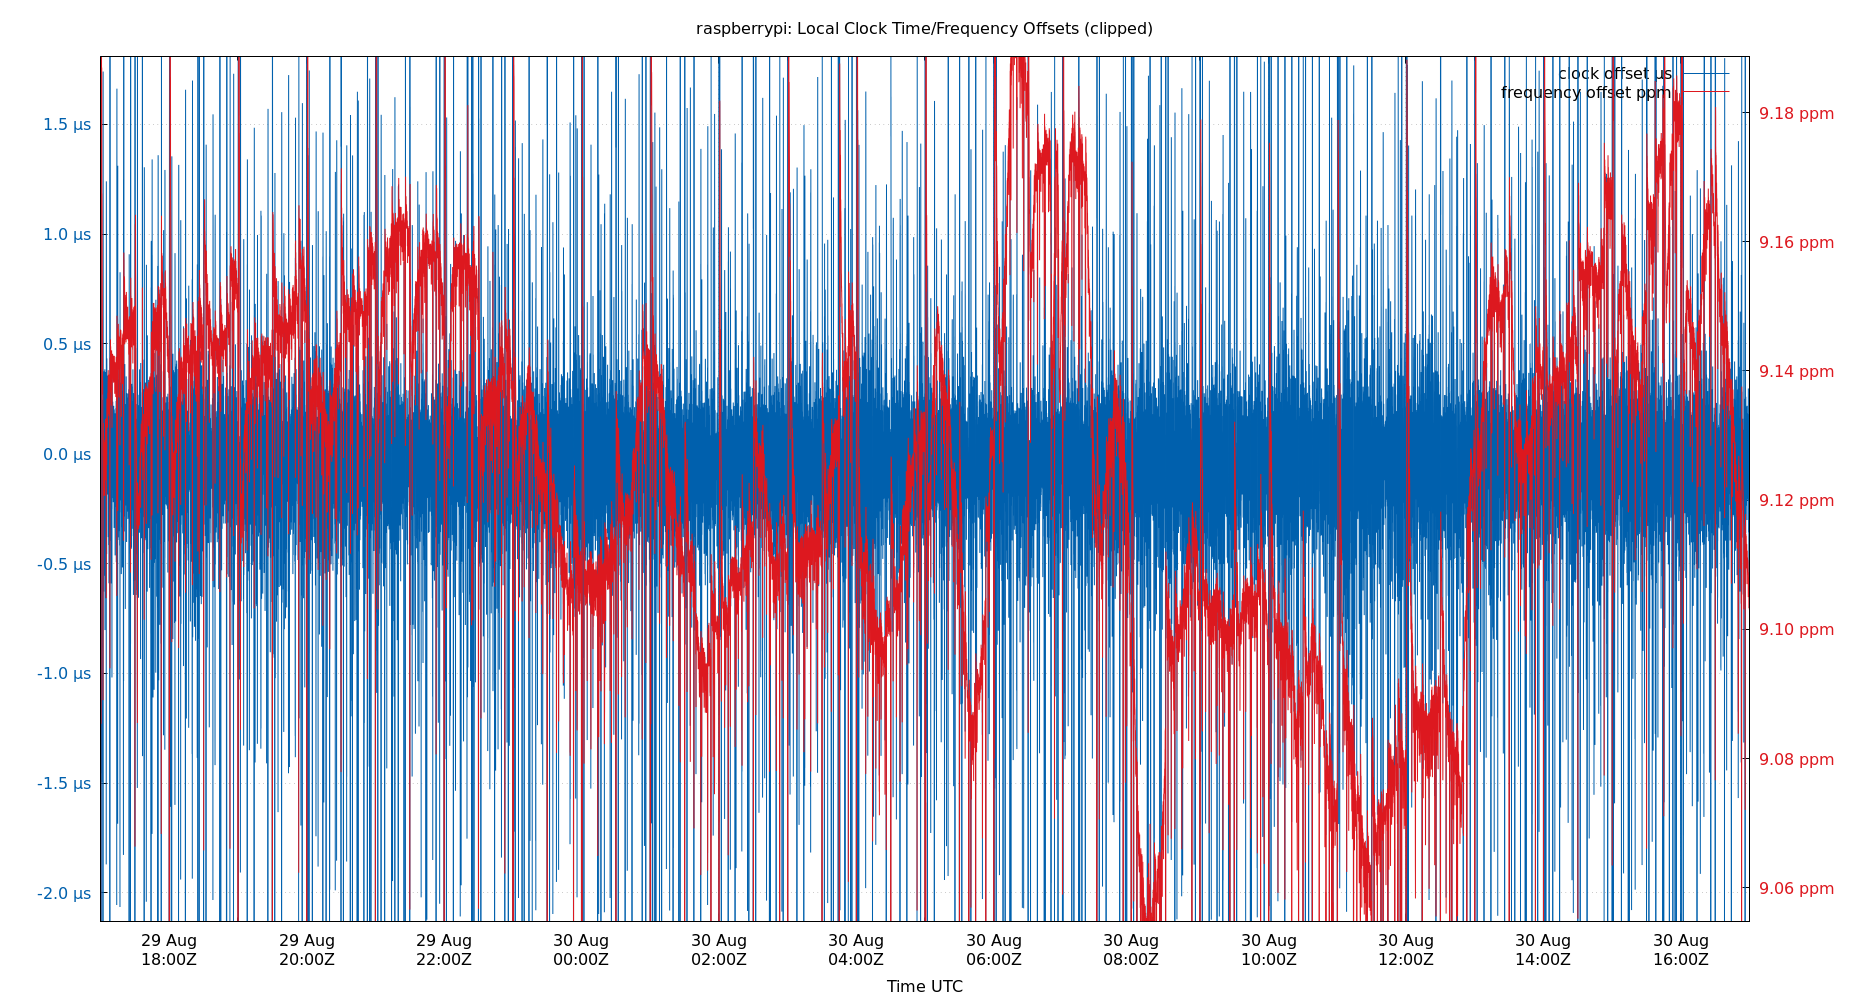 raspberrypi: Local Clock Time/Frequency Offsets (clipped)
clock offset µs
frequency offset ppm
1.5 µs
1.0 µs
0.5 µs
0.0 µs
-0.5 µs
-1.0 µs
-1.5 µs
-2.0 µs
9.18 ppm
9.16 ppm
9.14 ppm
9.12 ppm
9.10 ppm
9.08 ppm
9.06 ppm
29 Aug
18:00Z
29 Aug
20:00Z
29 Aug
22:00Z
30 Aug
00:00Z
30 Aug
02:00Z
30 Aug
04:00Z
30 Aug
06:00Z
30 Aug
08:00Z
30 Aug
10:00Z
30 Aug
12:00Z
30 Aug
14:00Z
30 Aug
16:00Z
Time UTC